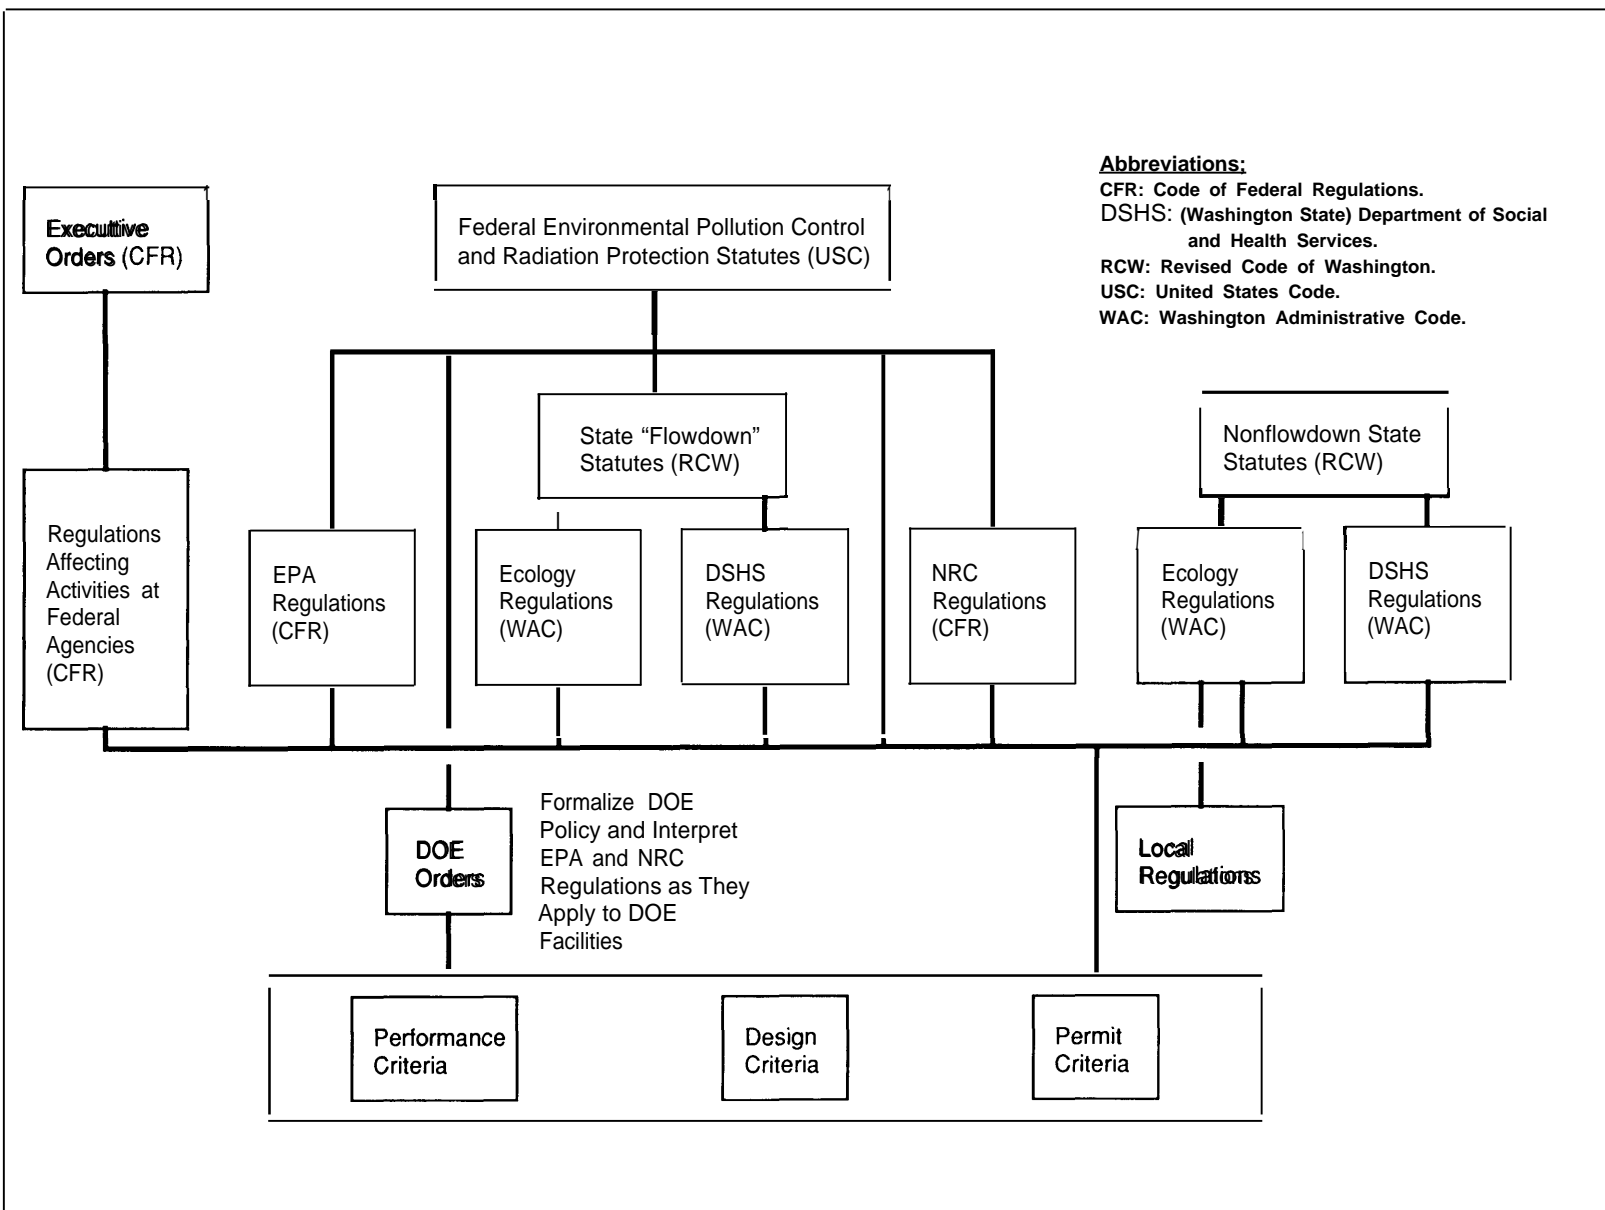 Abbreviations;
CFR: Code of Federal Regulations.
DSHS: (Washington State) Department of Social
and Health Services.
RCW: Revised Code of Washington.
USC: United States Code.
WAC: Washington Administrative Code.
Executive
Orders (CFR)
Federal Environmental Pollution Control
and Radiation Protection Statutes (USC)
State “Flowdown”
Statutes (RCW)
Nonflowdown State
Statutes (RCW)
Regulations
Affecting
Activities at
Federal
Agencies
(CFR)
EPA
Regulations
(CFR)
Ecology
Regulations
(WAC)
DSHS
Regulations
(WAC)
NRC
Regulations
(CFR)
Ecology
Regulations
(WAC)
DSHS
Regulations
(WAC)
DOE
Orders
Formalize DOE
Policy and Interpret
EPA and NRC
Regulations as They
Apply to DOE
Facilities
Local
Regulations
Performance
Criteria
Design
Criteria
Permit
Criteria